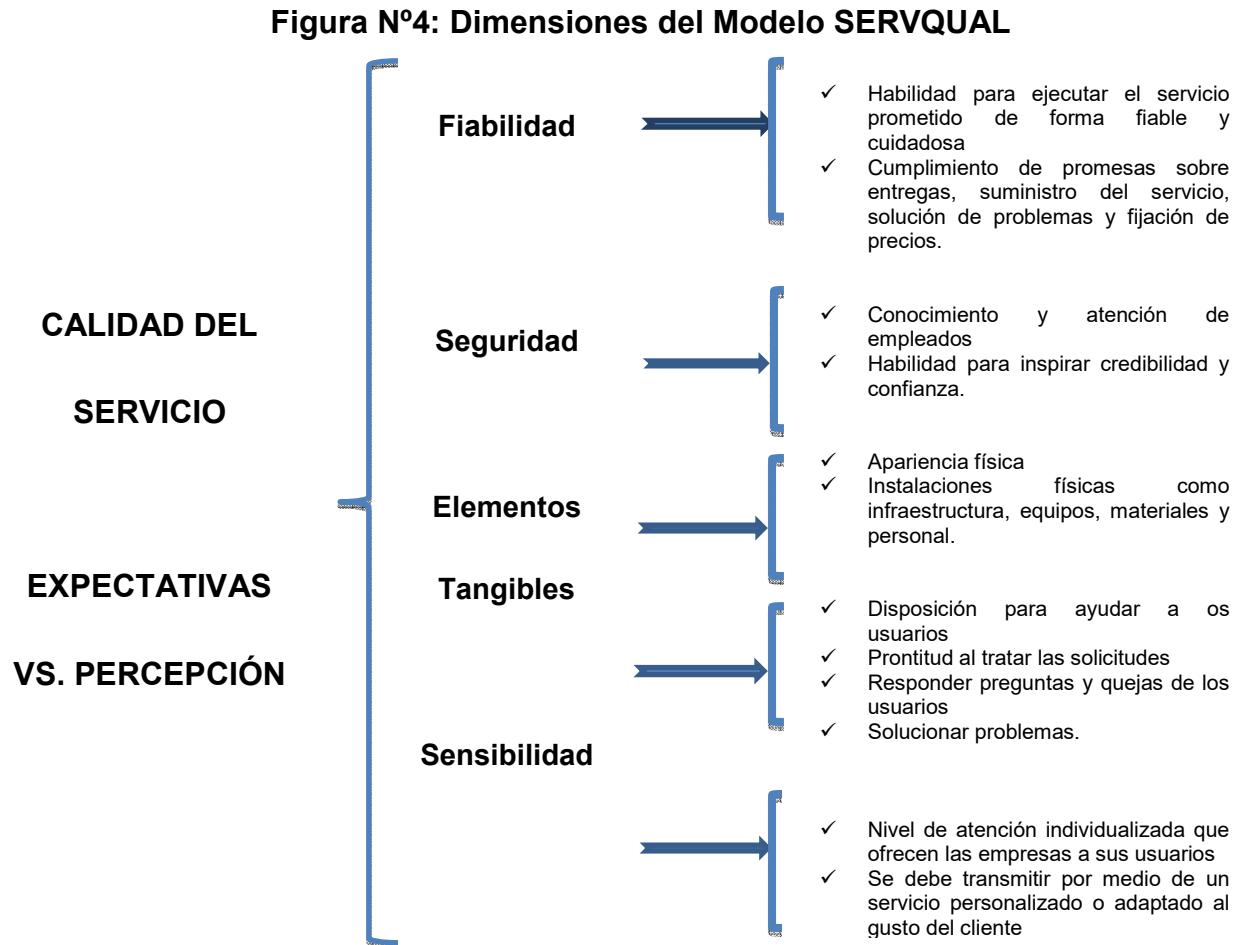 Figura Nº4: Dimensiones del Modelo SERVQUAL
CALIDAD DEL
SERVICIO
EXPECTATIVAS
VS. PERCEPCIÓN
Fiabilidad
✓ Habilidad para ejecutar el servicio
prometido de forma fiable y
cuidadosa
✓ Cumplimiento de promesas sobre
entregas, suministro del servicio,
solución de problemas y fijación de
precios.
Seguridad
✓ Conocimiento y atención de
empleados
✓ Habilidad para inspirar credibilidad y
confianza.
Elementos
Tangibles
✓ Apariencia física
✓ Instalaciones físicas como
infraestructura, equipos, materiales y
personal.
Sensibilidad
✓ Disposición para ayudar a os
usuarios
✓ Prontitud al tratar las solicitudes
✓ Responder preguntas y quejas de los
usuarios
✓ Solucionar problemas.
✓ Nivel de atención individualizada que
ofrecen las empresas a sus usuarios
✓ Se debe transmitir por medio de un
servicio personalizado o adaptado al
gusto del cliente